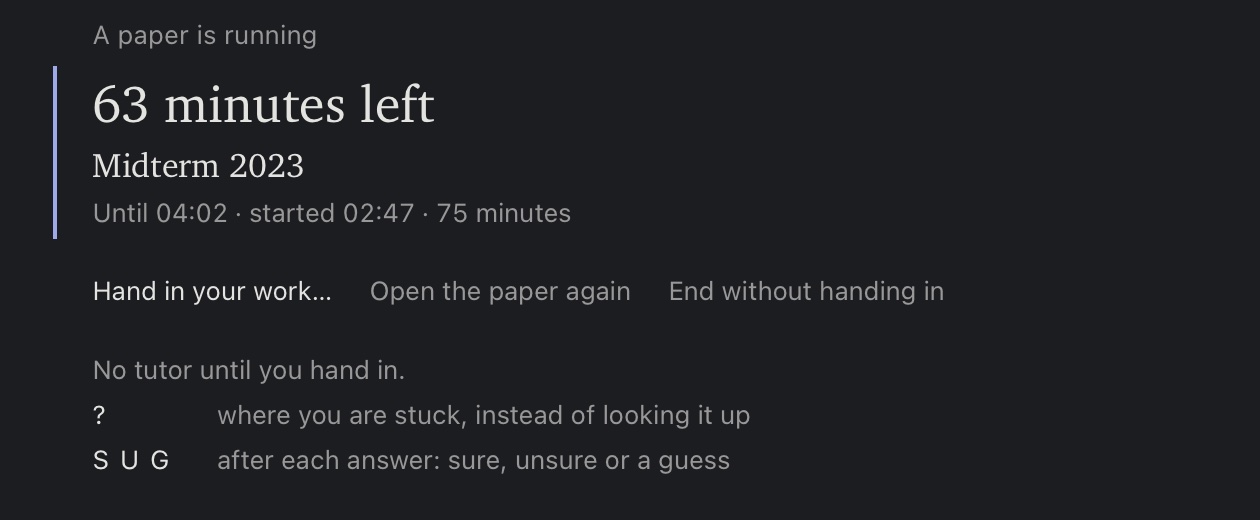 A paper is running
63 minutes left
Midterm 2023
Until 04:02 · started 02:47 · 75 minutes
Hand in your work... Open the paper again End without handing in
No tutor until you hand in.
? where you are stuck, instead of looking it up
S U G after each answer: sure, unsure or a guess